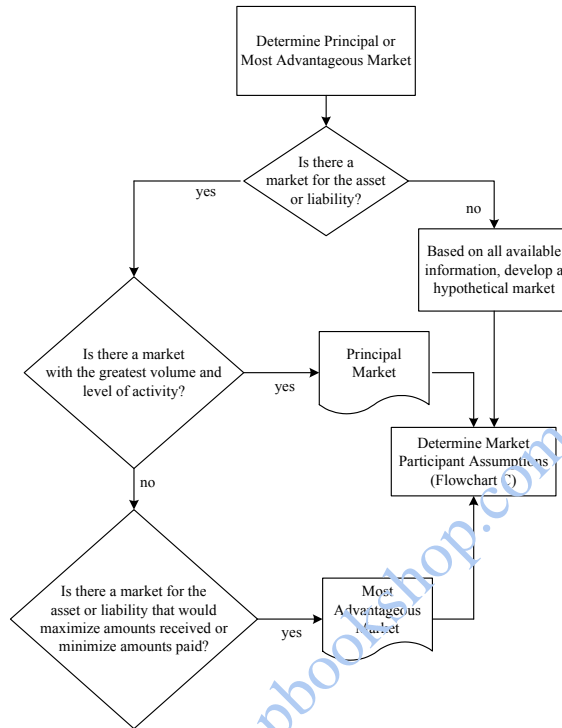 Determine Principal or
Most Advantageous Market
Is there a
market for the asset
or liability?
yes
no
Based on all available
information, develop a
hypothetical market
Is there a market
with the greatest volume and
level of activity?
yes
Principal
Market
Determine Market
Participant Assumptions
(Flowchart C)
no
Is there a market for the
asset or liability that would
maximize amounts received or
minimize amounts paid?
yes
Most
Advantageous
Market
pbookshop.com